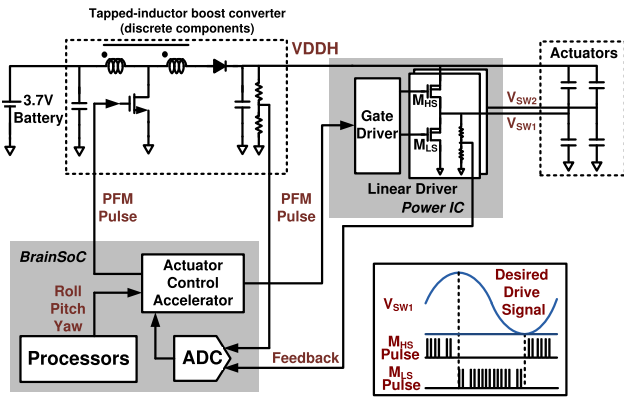 Tapped-inductor boost converter
(discrete components)
VDDH
Actuators
3.7V
Battery
MHS
Gate
Driver
MLS
VSW2
VSW1
Linear Driver
Power IC
PFM
Pulse
PFM
Pulse
BrainSoC
Actuator
Control
Accelerator
Roll
Pitch
Yaw
Processors
ADC
Feedback
Desired
Drive
Signal
VSW1
MHS
Pulse
MLS
Pulse